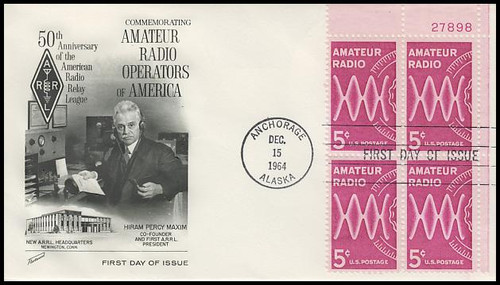 COMMEMORATING
50th
Anniversary
of the
American
Radio
Relay
League
A
R R
L
AMATEUR
RADIO
OPERATORS
OF AMERICA
HIRAM PERCY MAXIM
CO-FOUNDER
AND FIRST A.R.R.L.
PRESIDENT
NEW A.R.R.L. HEADQUARTERS
NEWINGTON, CONN.
FIRST DAY OF ISSUE
ANCHORAGE
DEC.
15
1964
ALASKA
27898
AMATEUR
RADIO
5¢
U.S. POSTAGE
AMATEUR
RADIO
5¢
U.S. POSTAGE
FIRST DAY OF ISSUE
AMATEUR
RADIO
5¢
U.S. POSTAGE
AMATEUR
RADIO
5¢
U.S. POSTAGE